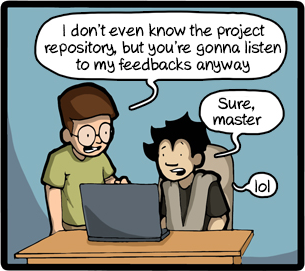 I don't even know the project
repository, but you're gonna listen
to my feedbacks anyway
Sure,
master
lol